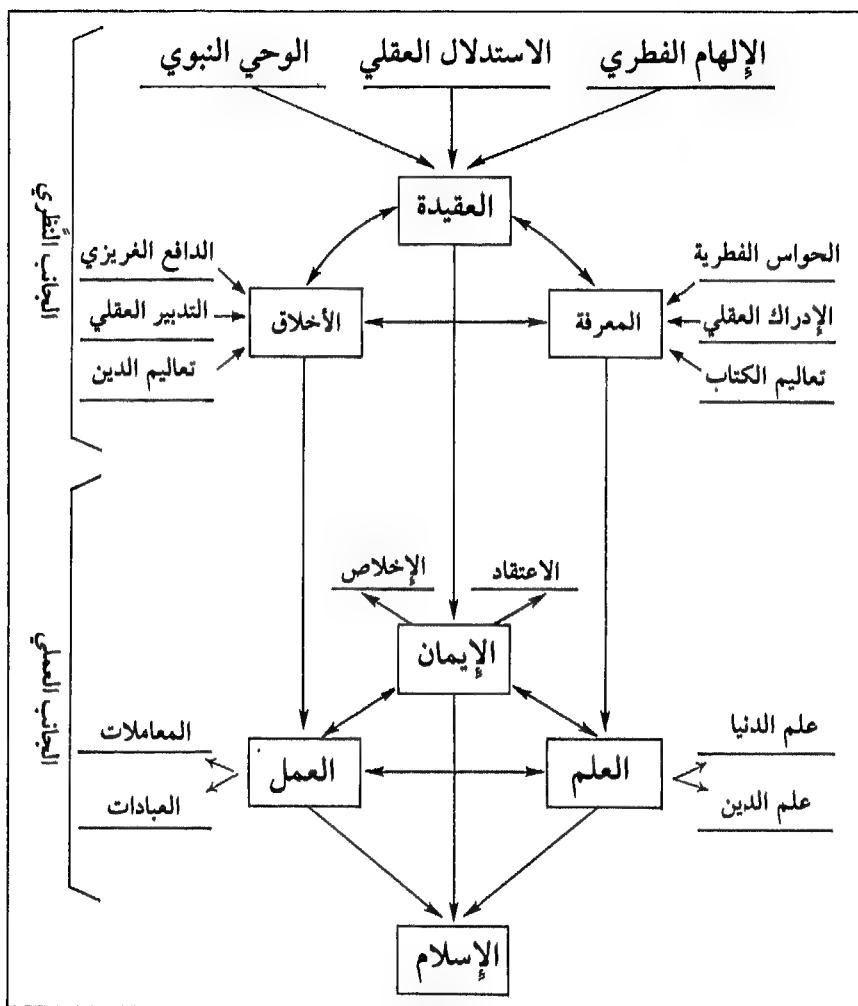 الإلهام الفطري
الاستدلال العقلي
الوحي النبوي
العقيدة
الجانب النظري
الحواس الفطرية
الإدراك العقلي
تعاليم الكتاب
المعرفة
الأخلاق
الدافع الغريزي
التدبير العقلي
تعاليم الدين
الجانب العملي
الاعتقاد
الإخلاص
الإيمان
علم الدنيا
علم الدين
العلم
العمل
المعاملات
العبادات
الإسلام